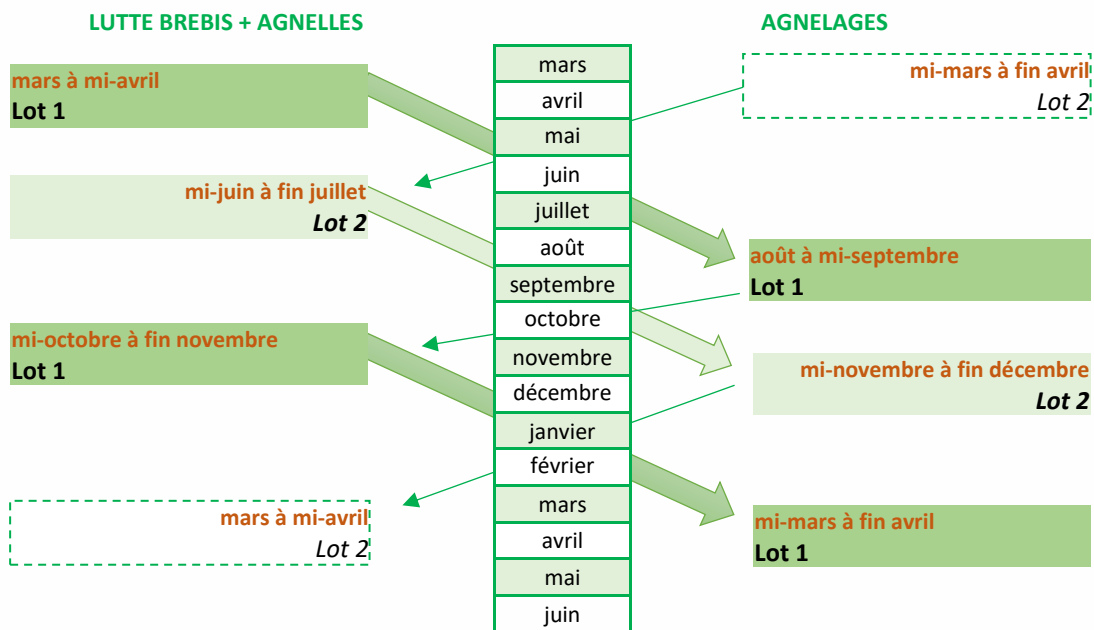 LUTTE BREBIS + AGNELLES
AGNELAGES
mars à mi-avril
Lot 1
mi-juin à fin juillet
Lot 2
mi-octobre à fin novembre
Lot 1
mars à mi-avril
Lot 2
mars
avril
mai
juin
juillet
août
septembre
octobre
novembre
décembre
janvier
février
mars
avril
mai
juin
mi-mars à fin avril
Lot 2
août à mi-septembre
Lot 1
mi-novembre à fin décembre
Lot 2
mi-mars à fin avril
Lot 1